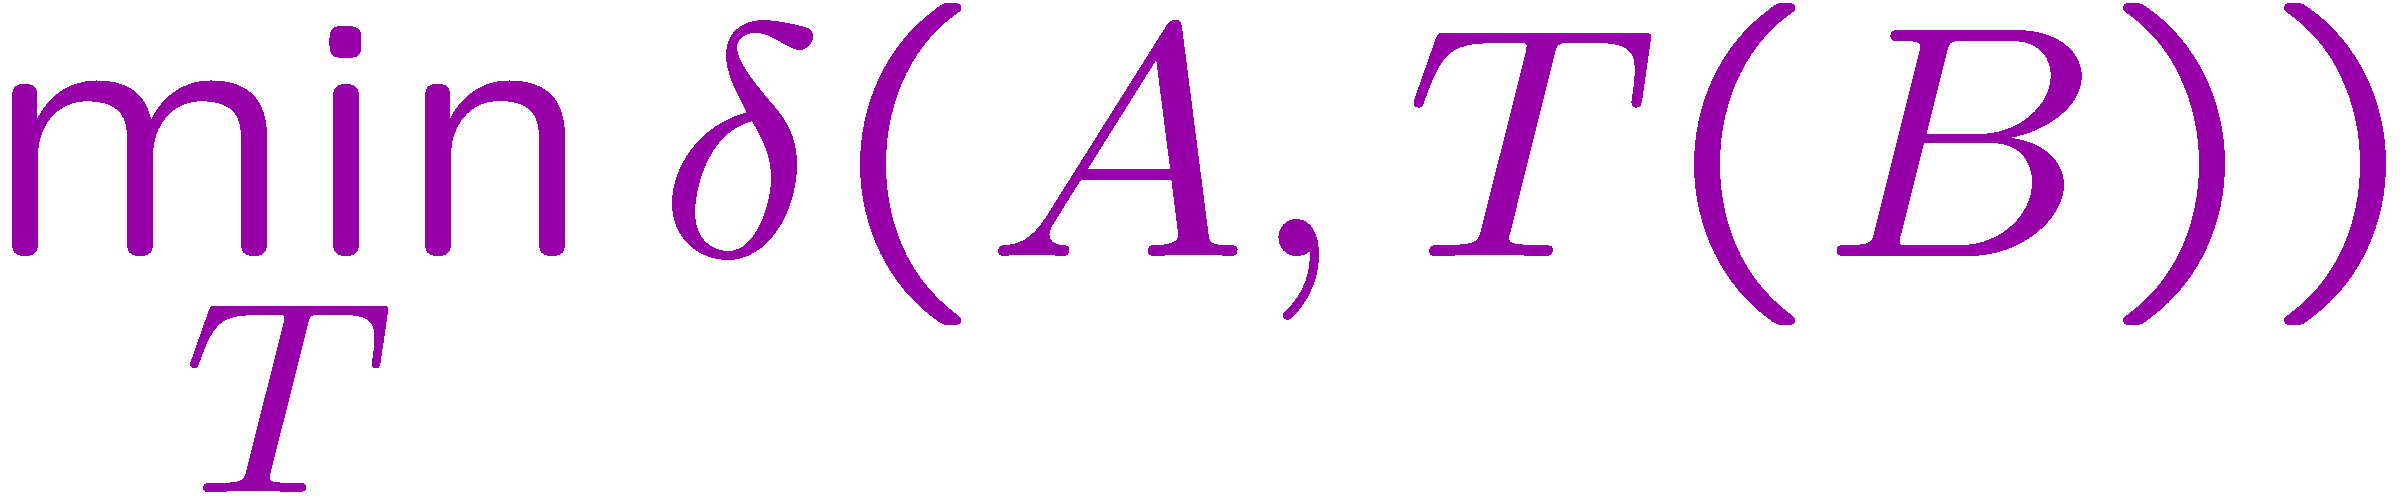 min δ(A, T(B))
T